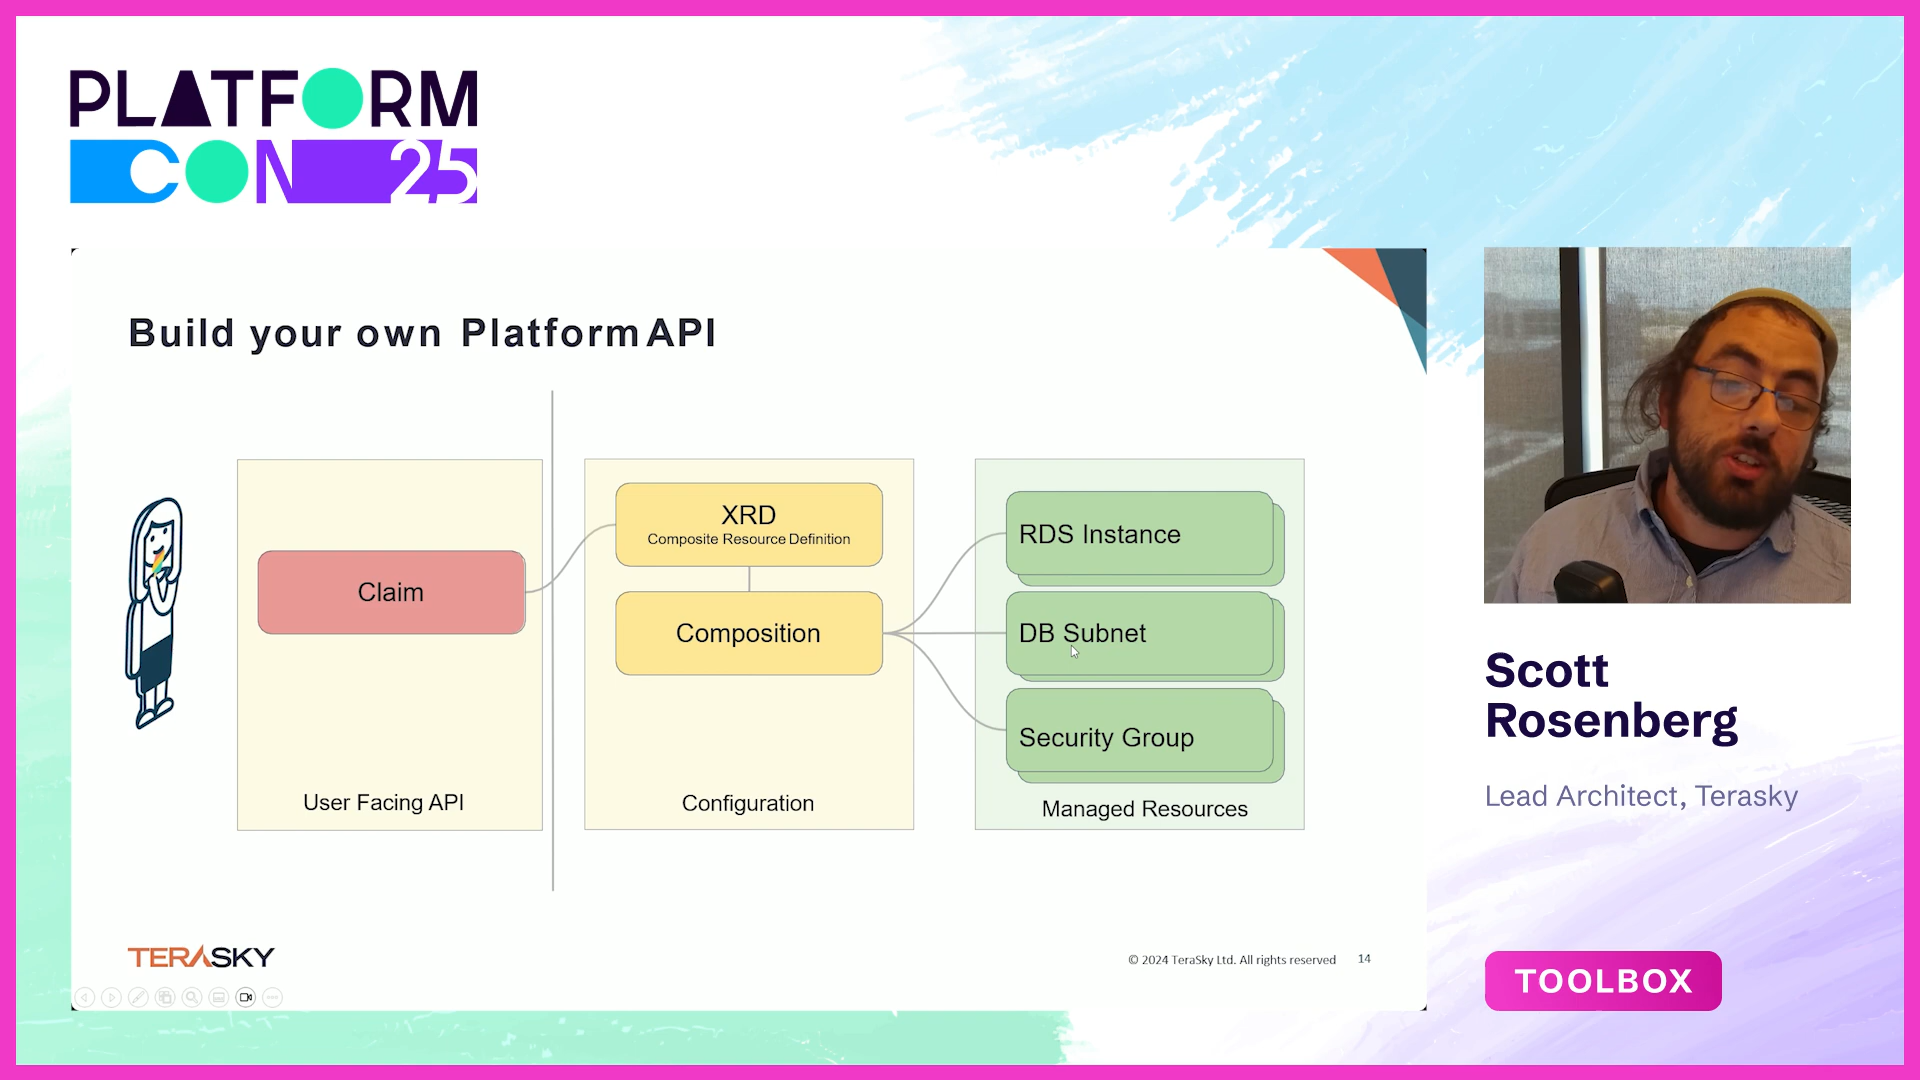 PLATFORM
CON 25
Build your own Platform API
Claim
User Facing API
XRD
Composite Resource Definition
Composition
Configuration
RDS Instance
DB Subnet
Security Group
Managed Resources
TERASKY
© 2024 TeraSky Ltd. All rights reserved 14
Scott
Rosenberg
Lead Architect, Terasky
TOOLBOX